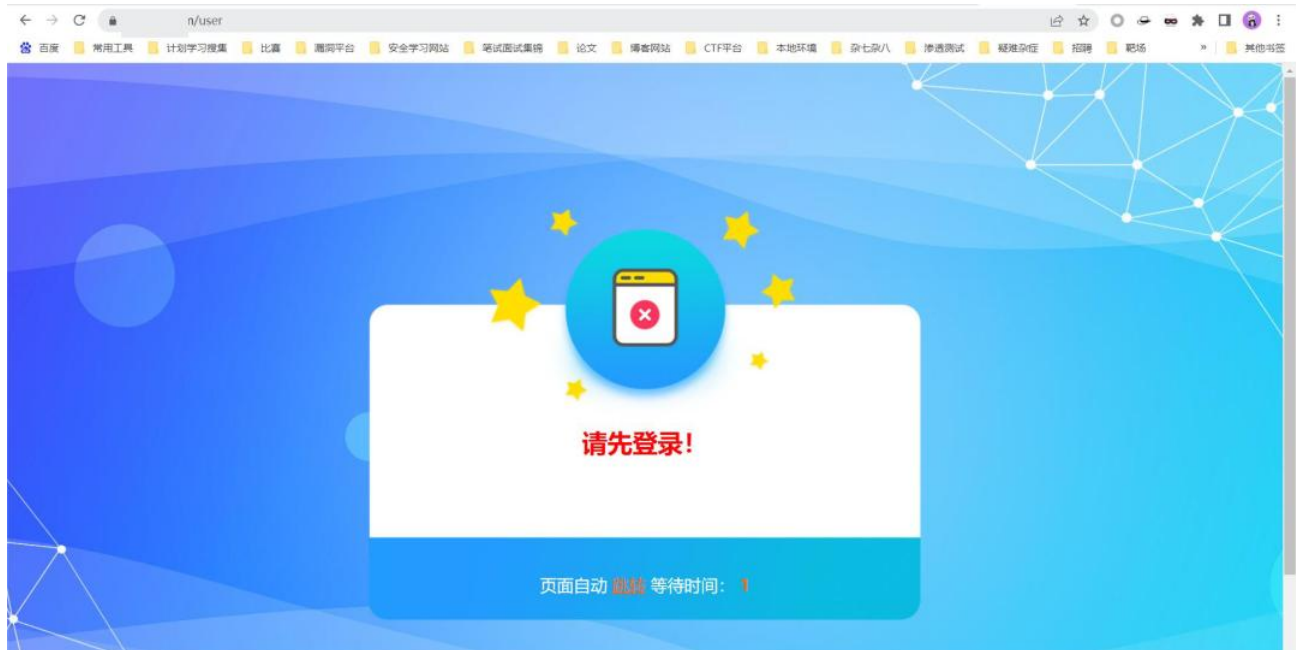 n/user
百度 常用工具 计划学习搜集 比赛 漏洞平台 安全学习网站 笔试面试集锦 论文 博客网站 CTF平台 本地环境 杂七杂八 渗透测试 疑难杂症 招聘 靶场 » 其他书签
请先登录！
页面自动 跳转 等待时间： 1